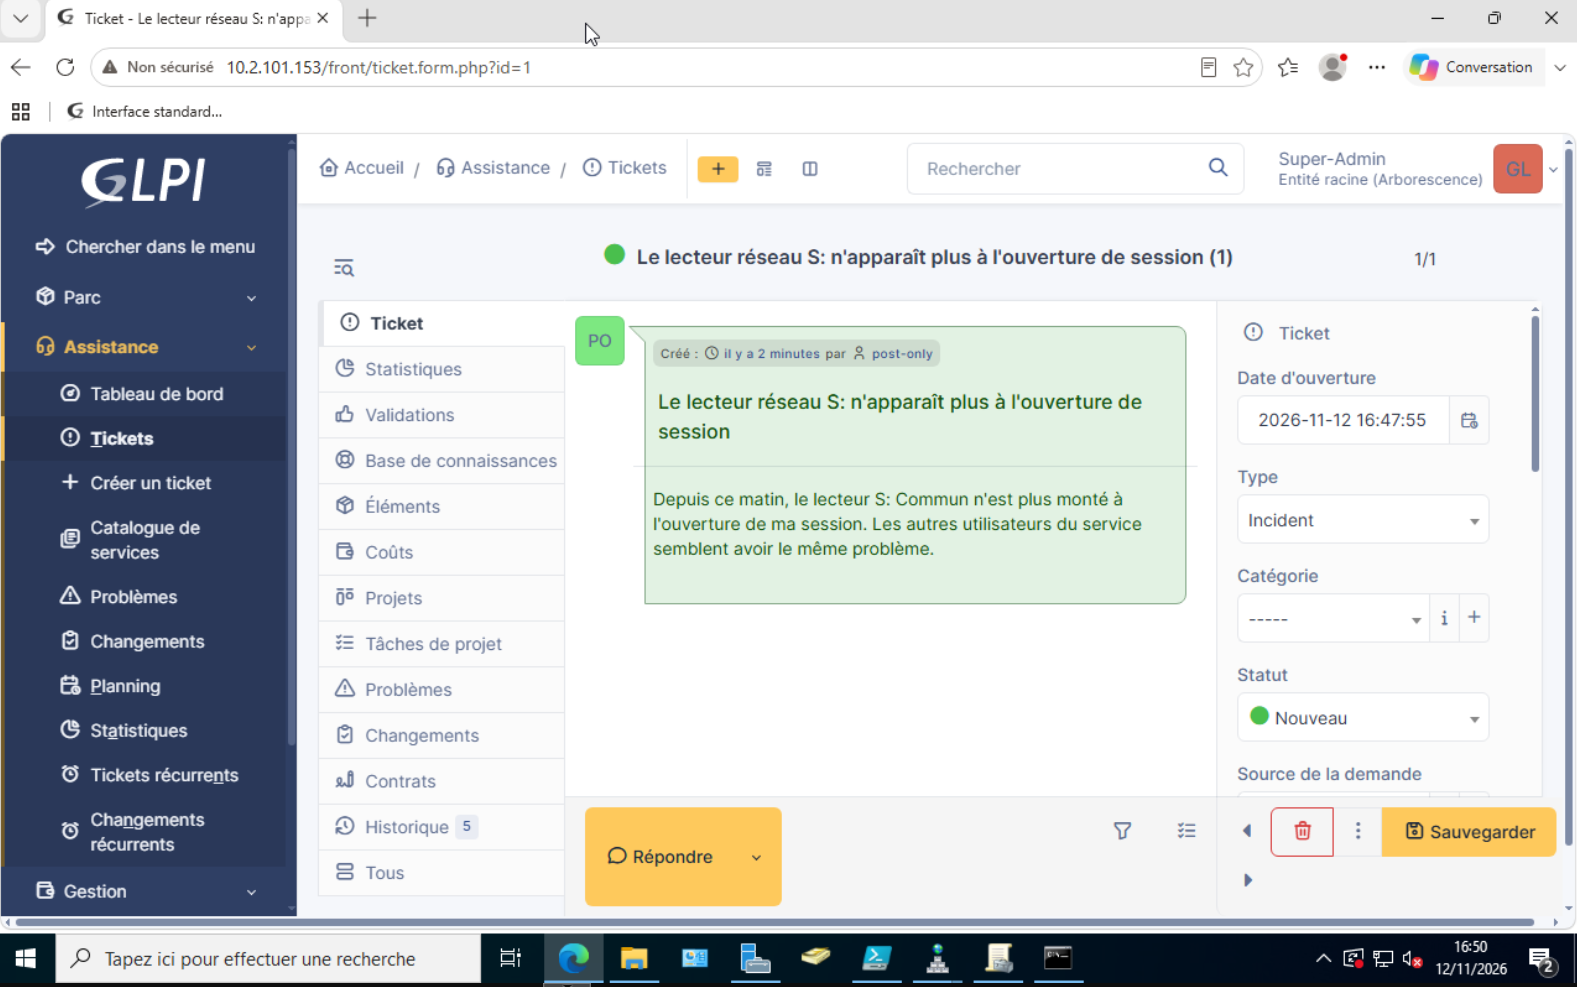 Ticket - Le lecteur réseau S: n'appa
Non sécurisé 10.2.101.153/front/ticket.form.php?id=1
Conversation
Interface standard...
GLPI
Chercher dans le menu
Parc
Assistance
Tableau de bord
Tickets
Créer un ticket
Catalogue de
services
Problèmes
Changements
Planning
Statistiques
Tickets récurrents
Changements
récurrents
Gestion
Accueil / Assistance / Tickets
Rechercher
Super-Admin
Entité racine (Arborescence)
GL
Le lecteur réseau S: n'apparaît plus à l'ouverture de session (1)
1/1
Ticket
Statistiques
Validations
Base de connaissances
Éléments
Coûts
Projets
Tâches de projet
Problèmes
Changements
Contrats
Historique 5
Tous
PO
Créé : il y a 2 minutes par post-only
Le lecteur réseau S: n'apparaît plus à l'ouverture de
session
Depuis ce matin, le lecteur S: Commun n'est plus monté à
l'ouverture de ma session. Les autres utilisateurs du service
semblent avoir le même problème.
Répondre
Ticket
Date d'ouverture
2026-11-12 16:47:55
Type
Incident
Catégorie
-----
i +
Statut
Nouveau
Source de la demande
Sauvegarder
Tapez ici pour effectuer une recherche
16:50
12/11/2026
2